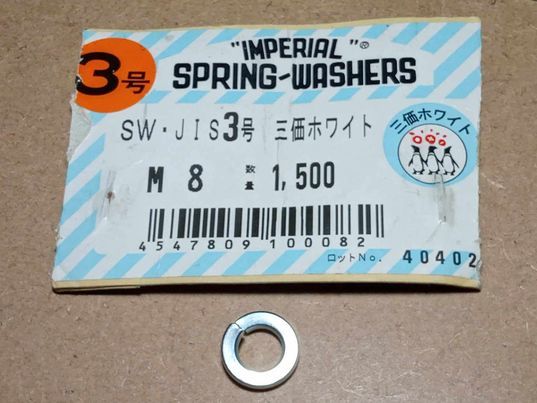 3号
"IMPERIAL"®
SPRING-WASHERS
SW・JIS3号 三価ホワイト
三価ホワイト
M 8 数量 1,500
4547809 100082
ロットNo. 40402